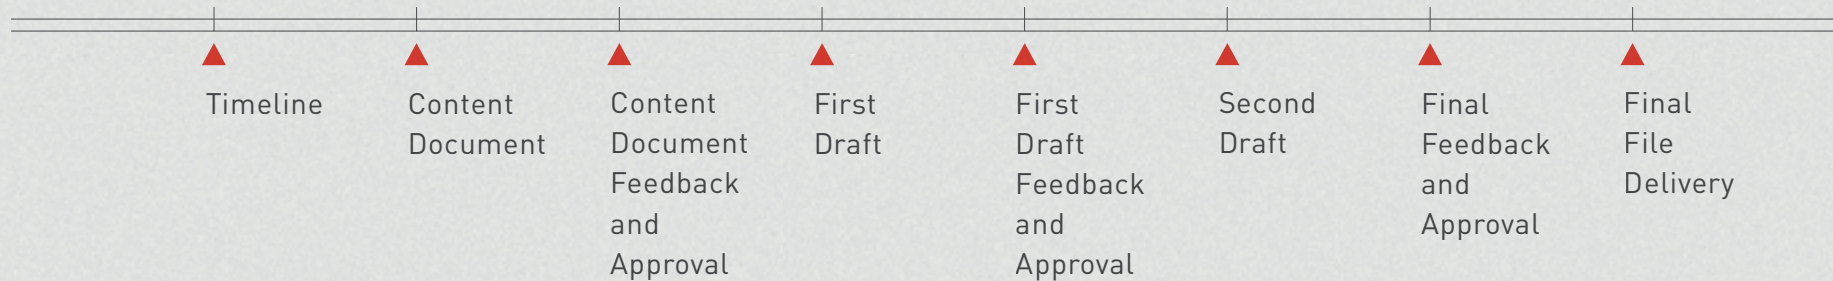 Timeline
Content
Document
Content
Document
Feedback
and
Approval
First
Draft
First
Draft
Feedback
and
Approval
Second
Draft
Final
Feedback
and
Approval
Final
File
Delivery